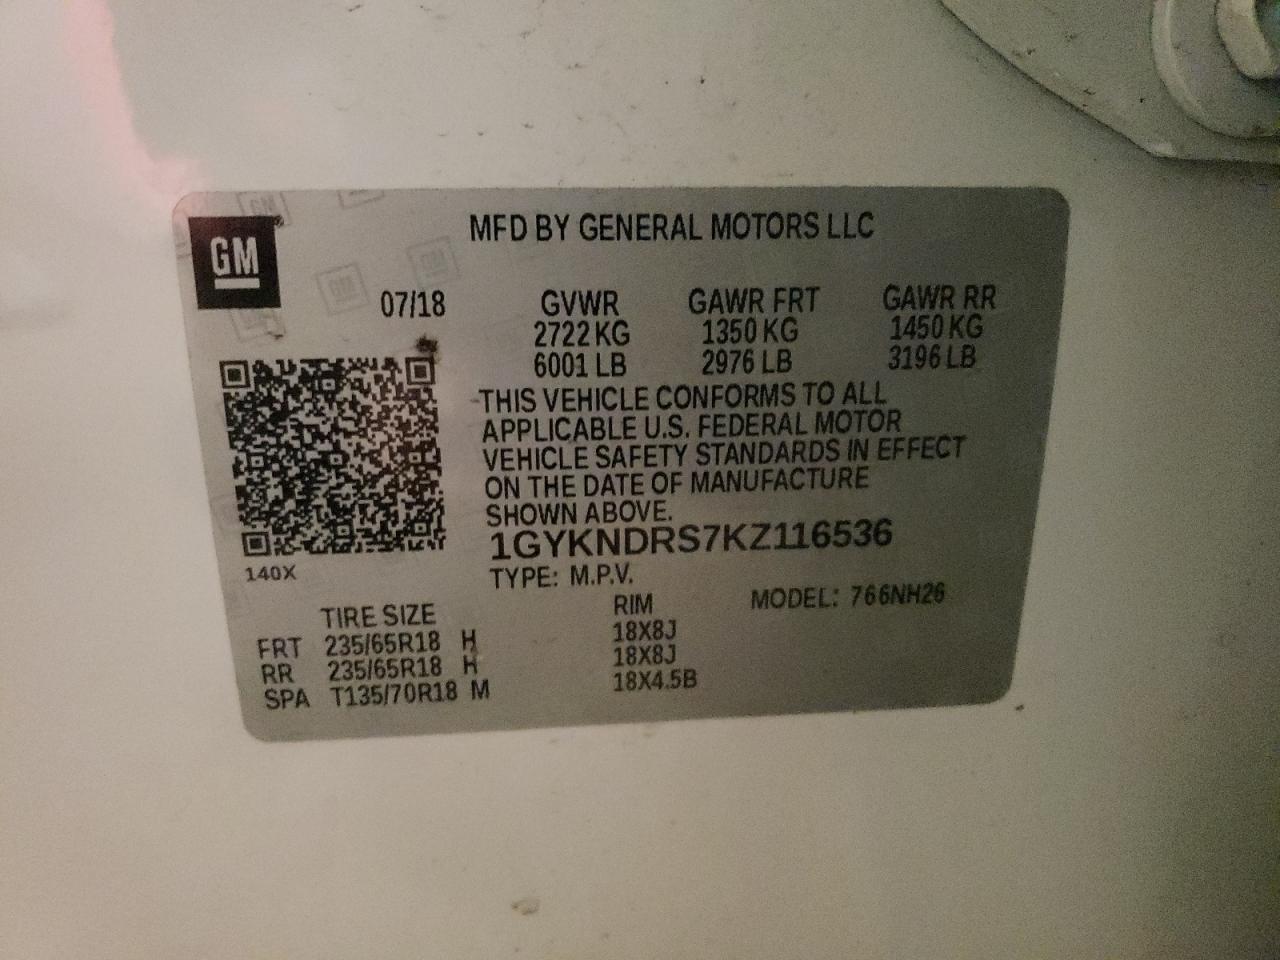 GM
MFD BY GENERAL MOTORS LLC
07/18
GVWR GAWR FRT GAWR RR
2722 KG 1350 KG 1450 KG
6001 LB 2976 LB 3196 LB
THIS VEHICLE CONFORMS TO ALL
APPLICABLE U.S. FEDERAL MOTOR
VEHICLE SAFETY STANDARDS IN EFFECT
ON THE DATE OF MANUFACTURE
SHOWN ABOVE.
1GYKNDRS7KZ116536
140X
TYPE: M.P.V.
MODEL: 766NH26
TIRE SIZE RIM
FRT 235/65R18 H 18X8J
RR 235/65R18 H 18X8J
SPA T135/70R18 M 18X4.5B